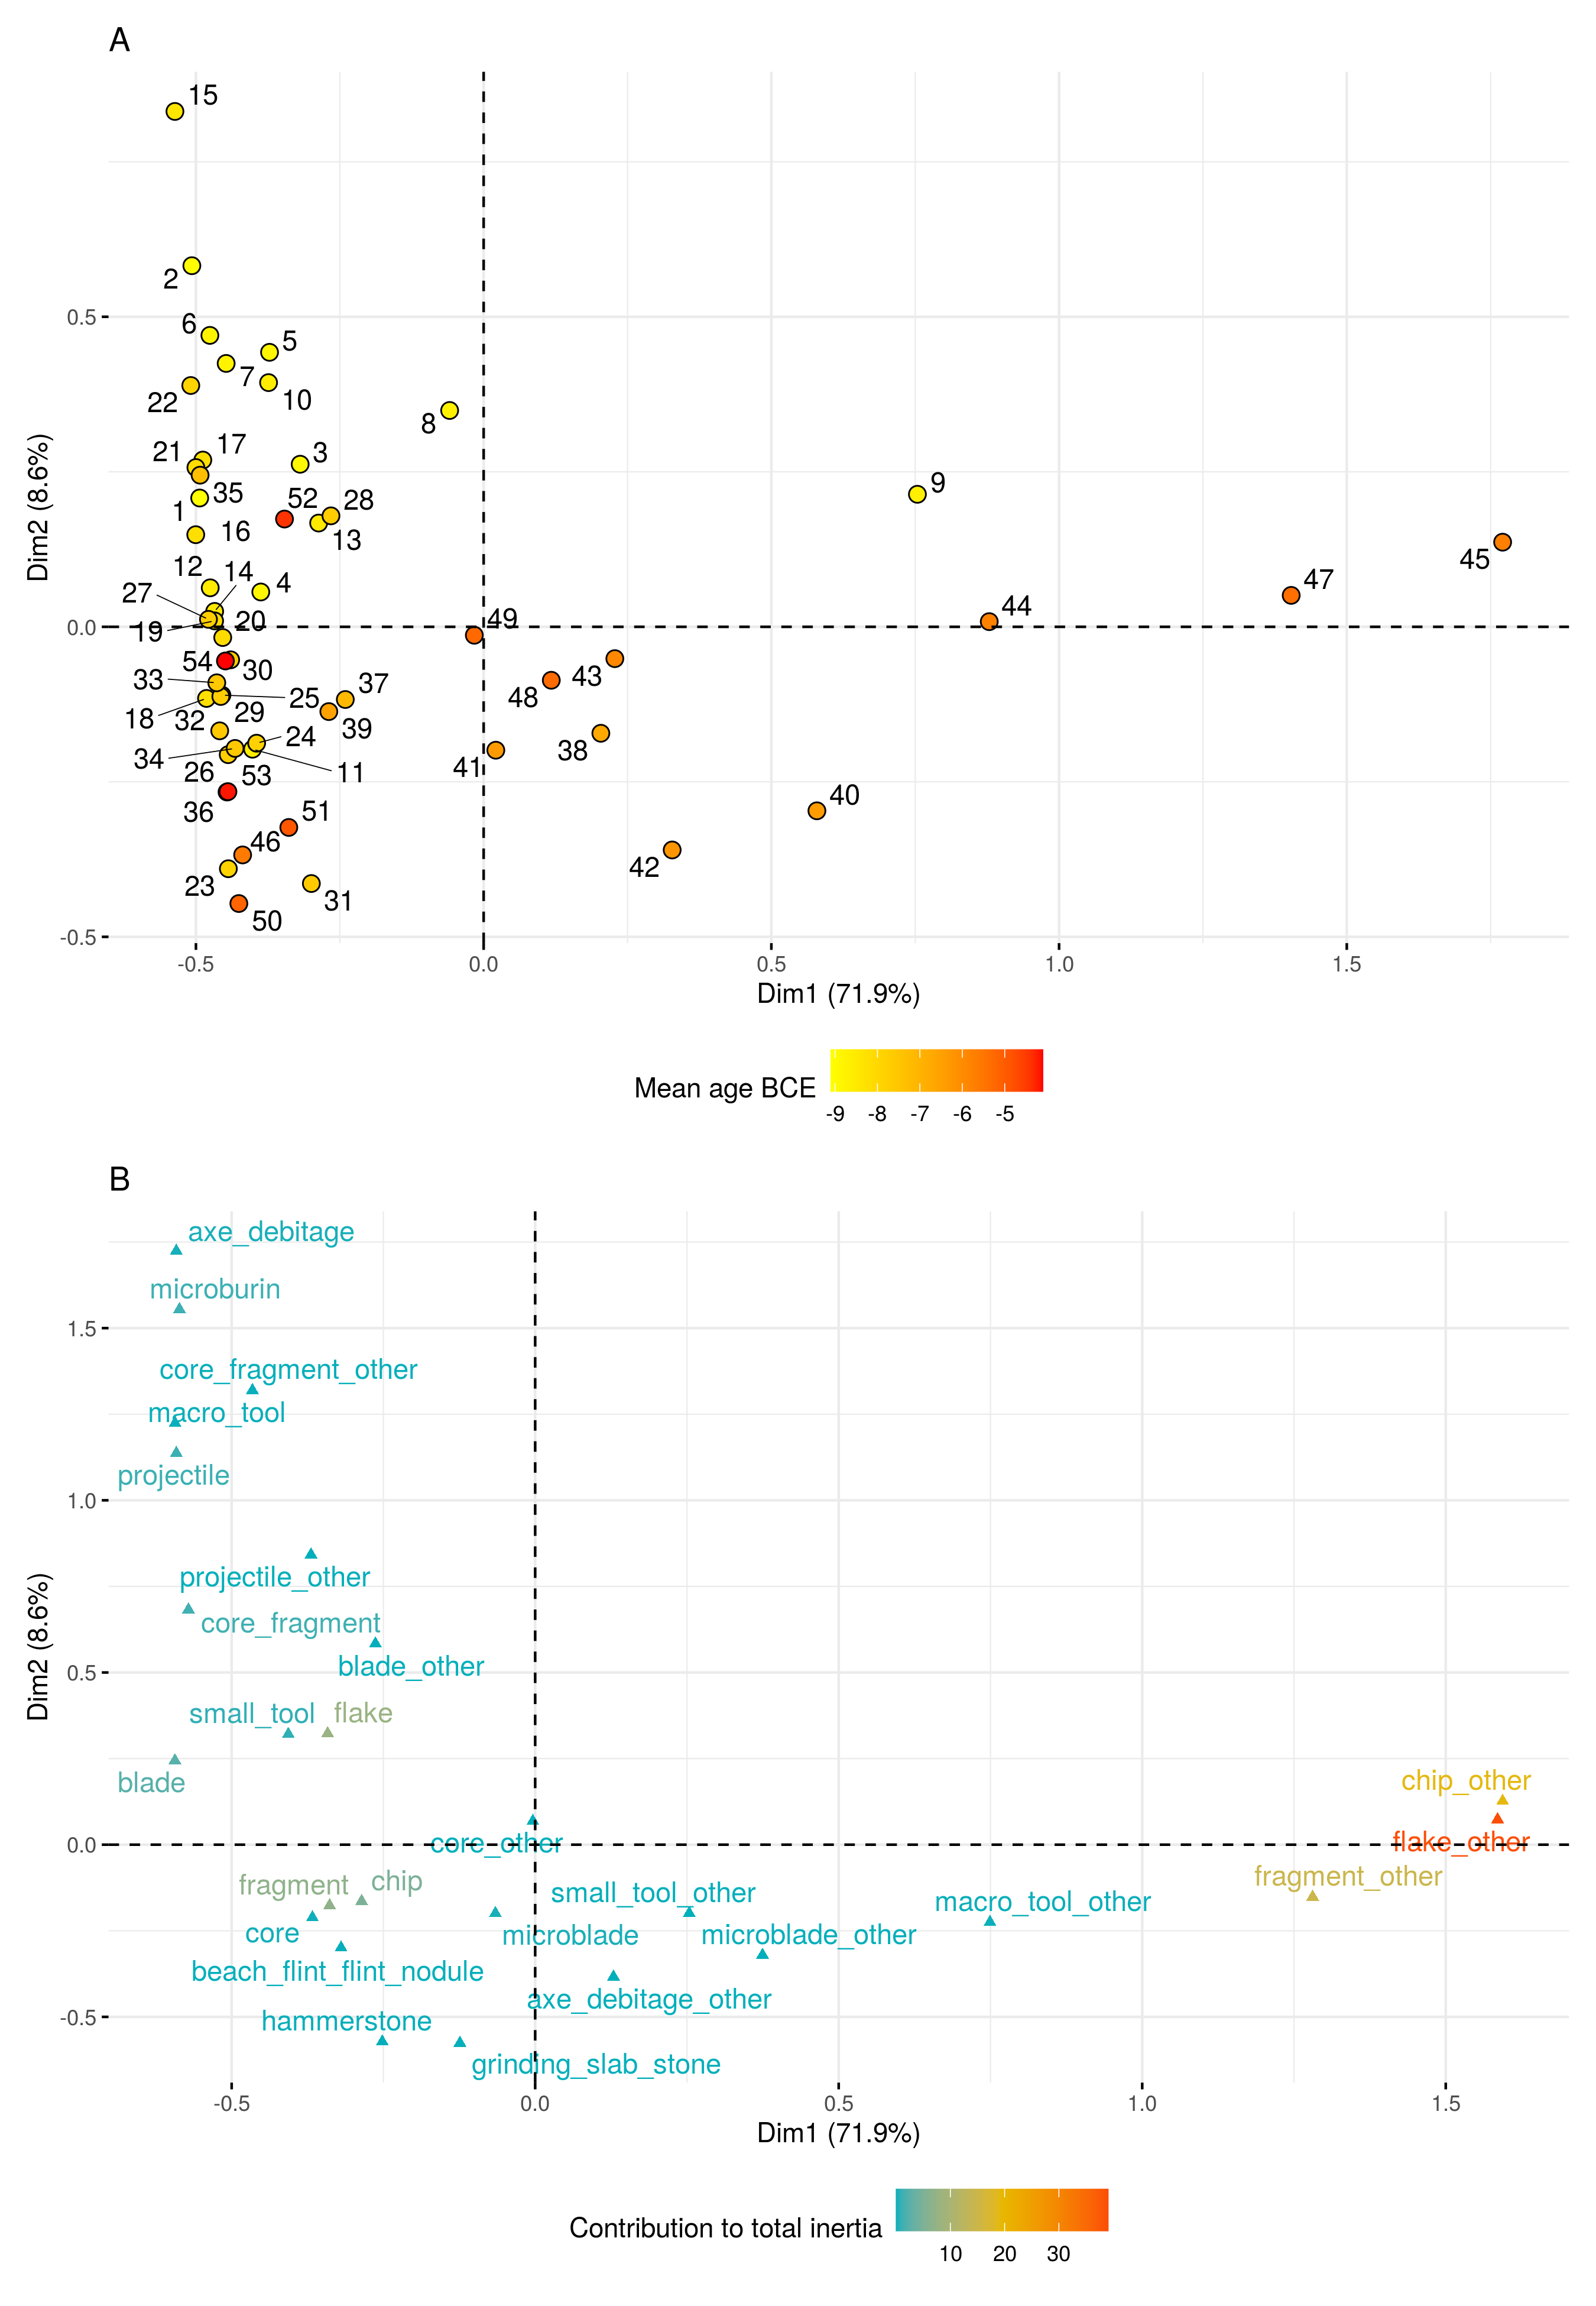 A
15
2
6
5
0.5
7
10
22
8
21
17
3
9
1
35
52
28
16
13
45
12
14
4
47
27
44
19
20
49
0.0
54
30
43
33
37
48
18
25
32
29
39
24
38
34
11
41
26
53
36
51
40
46
42
23
31
50
-0.5
-0.5 0.0 0.5 1.0 1.5
Dim2 (8.6%)
Dim1 (71.9%)
Mean age BCE
-9 -8 -7 -6 -5
B
axe_debitage
microburin
1.5
core_fragment_other
macro_tool
projectile
1.0
projectile_other
core_fragment
blade_other
0.5
small_tool flake
blade
chip_other
0.0
core_other
flake_other
fragment chip
fragment_other
small_tool_other
macro_tool_other
core
microblade
microblade_other
beach_flint_flint_nodule
axe_debitage_other
-0.5
hammerstone
grinding_slab_stone
-0.5 0.0 0.5 1.0 1.5
Dim2 (8.6%)
Dim1 (71.9%)
Contribution to total inertia
10 20 30